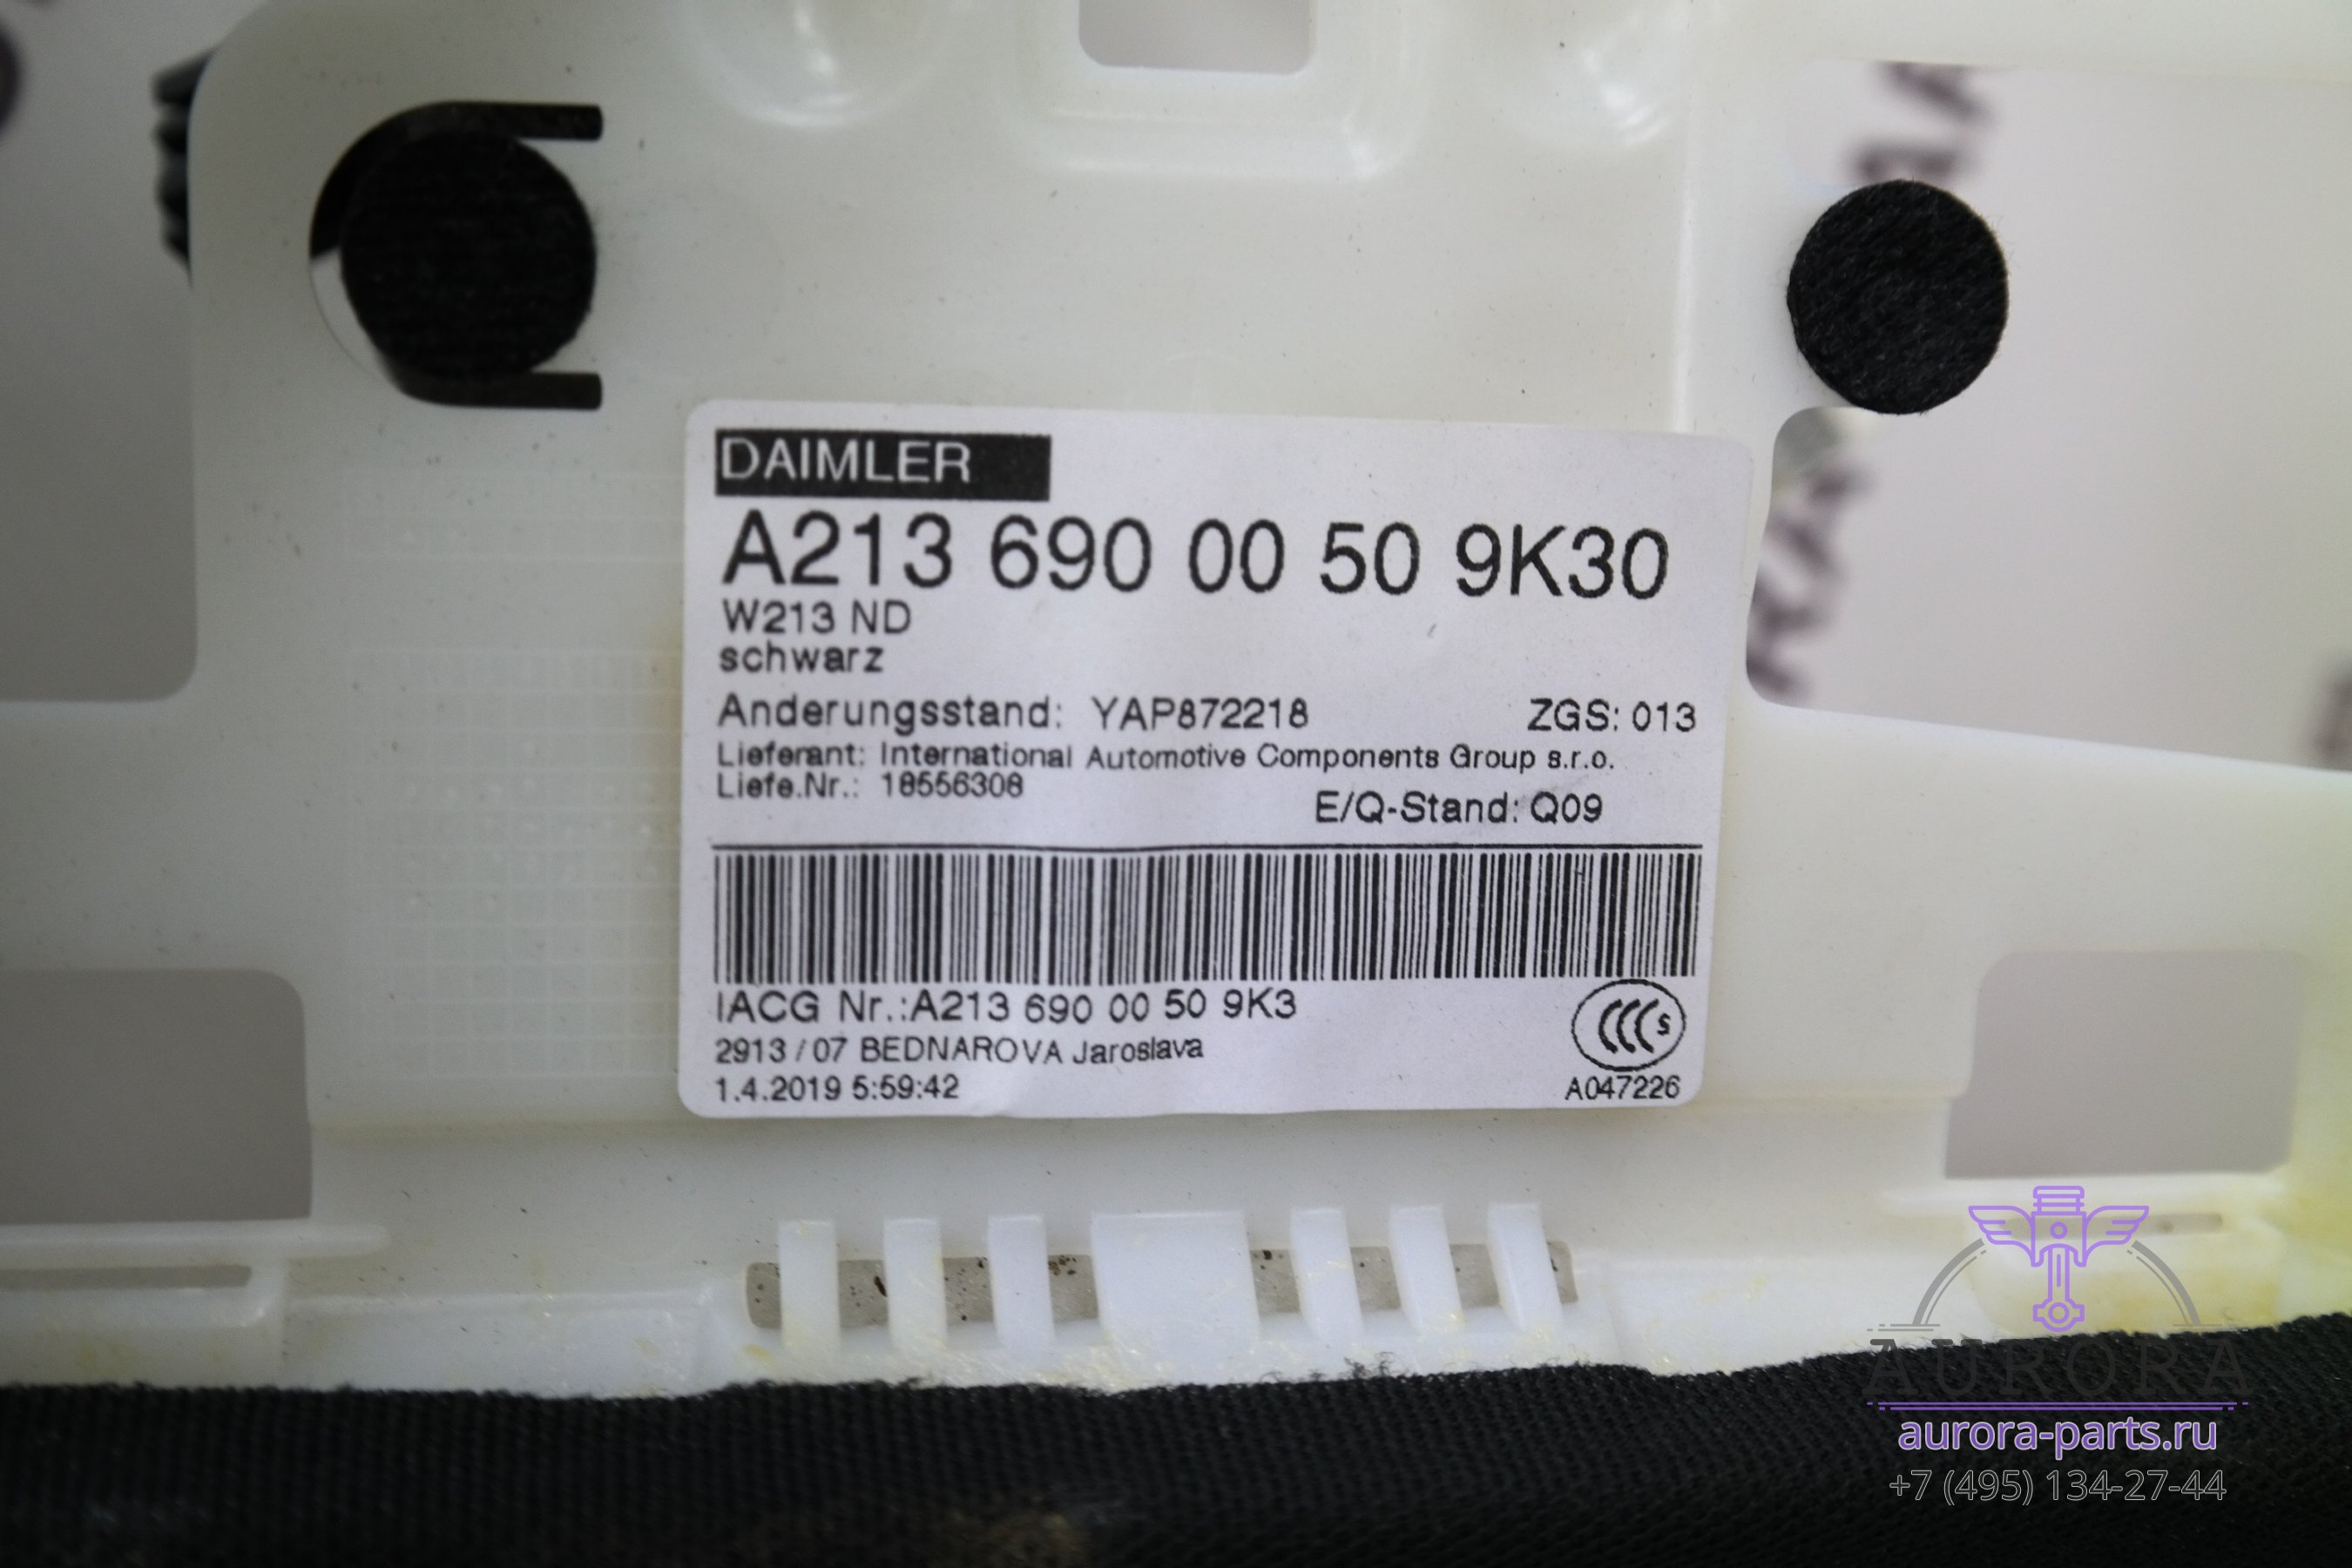 DAIMLER
A213 690 00 50 9K30
W213 ND
schwarz
Anderungsstand: YAP872218 ZGS: 013
Lieferant: International Automotive Components Group s.r.o.
Liefe.Nr.: 18556308
E/Q-Stand: Q09
IACG Nr.:A213 690 00 50 9K3
CCC S
2913 / 07 BEDNAROVA Jaroslava
1.4.2019 5:59:42 A047226
AURORA
aurora-parts.ru
+7 (495) 134-27-44